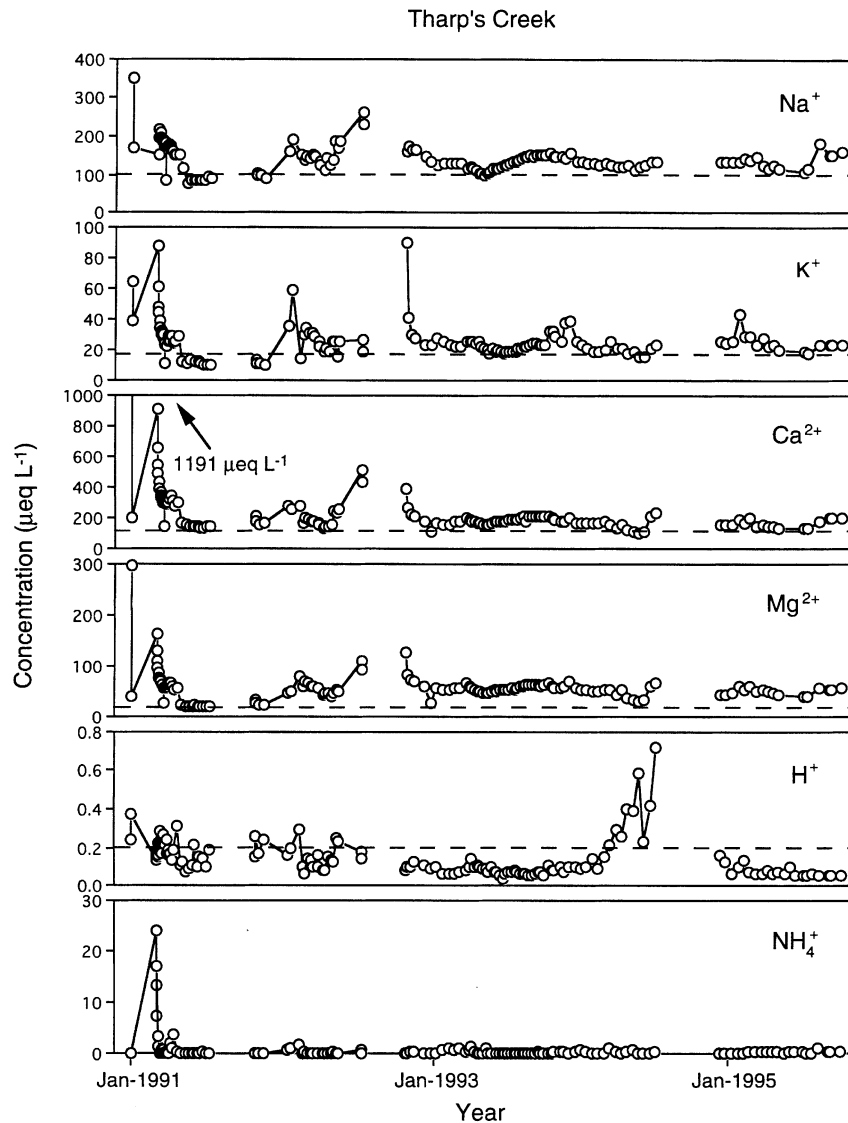 Tharp's Creek
Concentration (µeq L⁻¹)
400
300
200
100
0
Na⁺
100
80
60
40
20
0
K⁺
1000
800
600
400
200
0
Ca²⁺
1191 µeq L⁻¹
300
200
100
0
Mg²⁺
0.8
0.6
0.4
0.2
0.0
H⁺
30
20
10
0
NH₄⁺
Jan-1991
Jan-1993
Jan-1995
Year